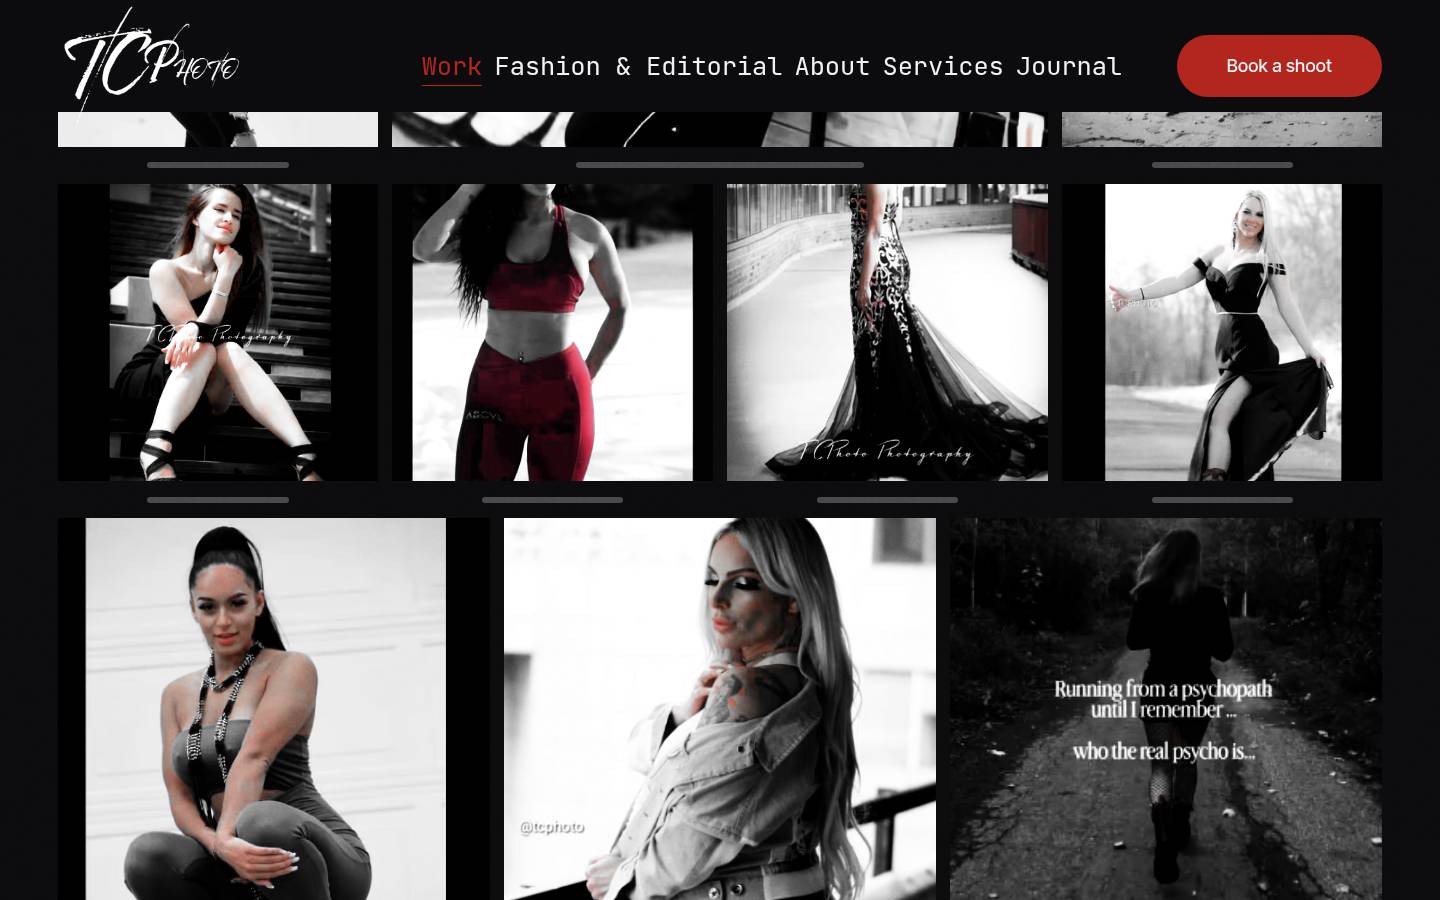 TCPHOTO
Work Fashion & Editorial About Services Journal
Book a shoot
TCPhoto Photography
ABOVE
TCPhoto Photography
@tcphoto
Running from a psychopath
until I remember ...
who the real psycho is...